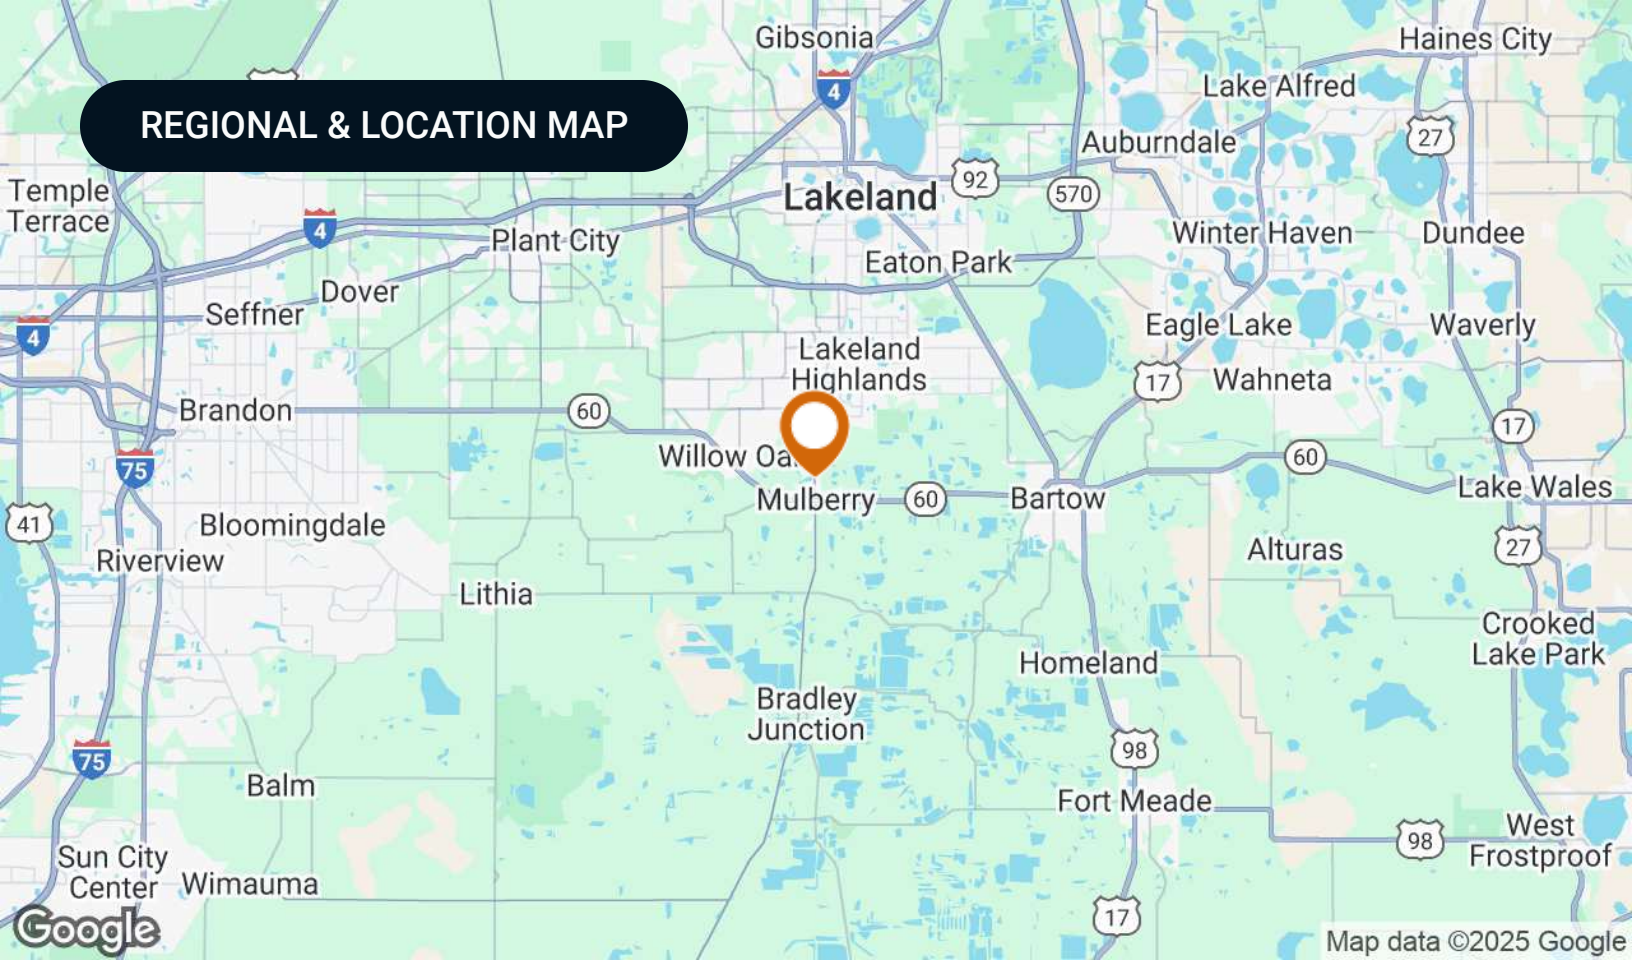 Gibsonia
Haines City
4
Lake Alfred
REGIONAL & LOCATION MAP
27
Auburndale
92
570
Temple
Terrace
Lakeland
4
Plant City
Winter Haven
Dundee
Eaton Park
Dover
Seffner
4
Eagle Lake
Waverly
Lakeland
Highlands
17
Wahneta
Brandon
60
17
Willow Oa
60
75
Mulberry
60
Bartow
Lake Wales
41
Bloomingdale
27
Alturas
Riverview
Lithia
Crooked
Lake Park
Homeland
Bradley
Junction
98
75
Balm
Fort Meade
98
West
Frostproof
Sun City
Center
Wimauma
17
Google
Map data ©2025 Google